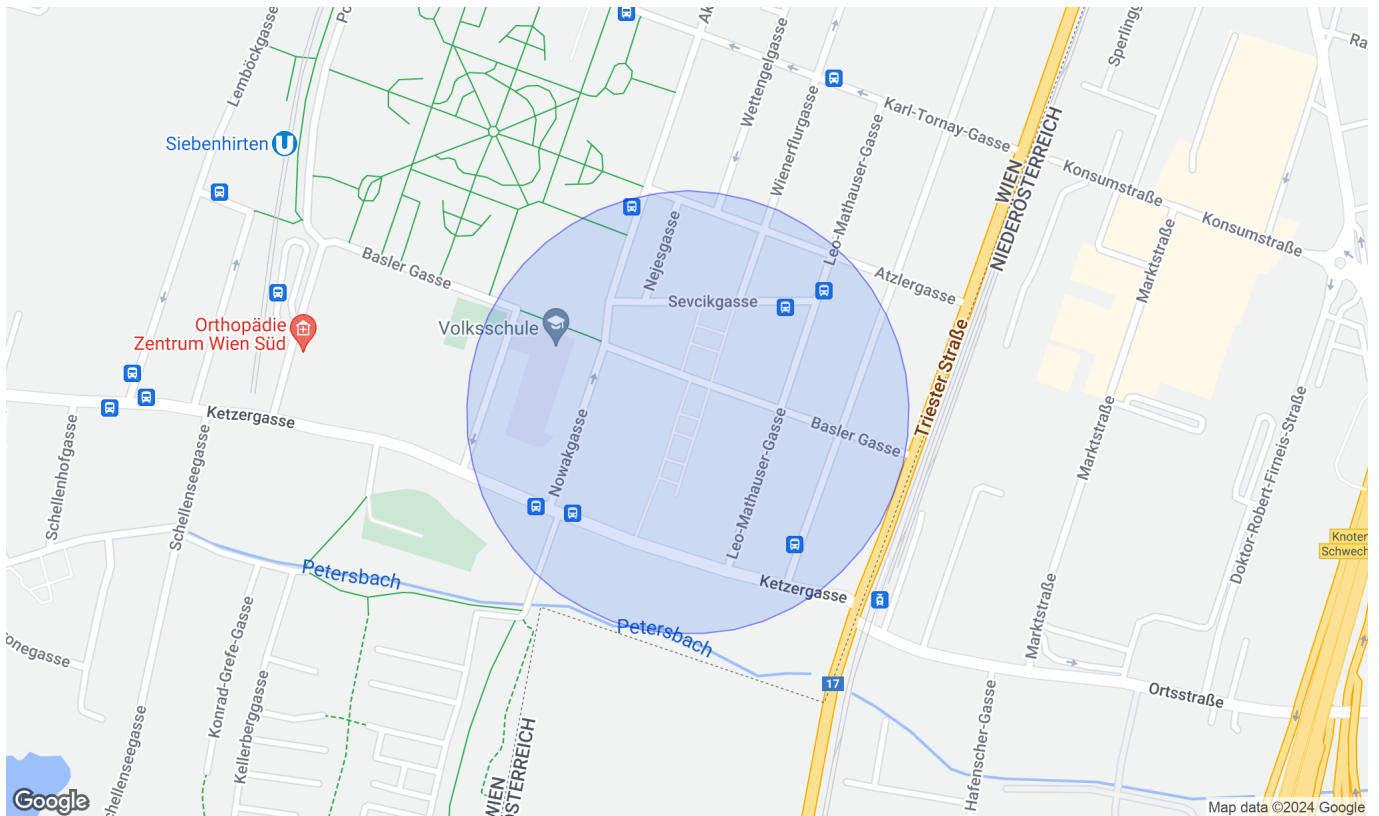 Lemböckgasse
Siebenhirten
U
Wettengelgasse
Wienerflurgasse
Leo-Mathauser-Gasse
Karl-Tornay-Gasse
WIEN
NIEDERÖSTERREICH
Konsumstraße
Konsumstraße
Marktstraße
Nejesgasse
Basler Gasse
Atzlergasse
Sevcikgasse
Orthopädie
Zentrum Wien Süd
Volksschule
Triester Straße
Ketzergasse
Basler Gasse
Nowakgasse
Leo-Mathauser-Gasse
Marktstraße
Doktor-Robert-Firneis-Straße
Schellenhofgasse
Schellenseegasse
Knoten
Schwech
Petersbach
Ketzergasse
Petersbach
Marktstraße
Konrad-Grefe-Gasse
Kellerberggasse
17
Ortsstraße
Hafenscher-Gasse
WIEN
ÖSTERREICH
Google
Map data ©2024 Google